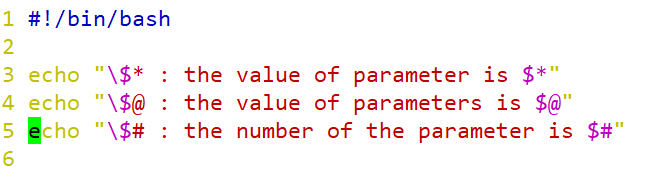 1 #!/bin/bash
2
3 echo "\$* : the value of parameter is $*"
4 echo "\$@ : the value of parameters is $@"
5 echo "\$# : the number of the parameter is $#"
6